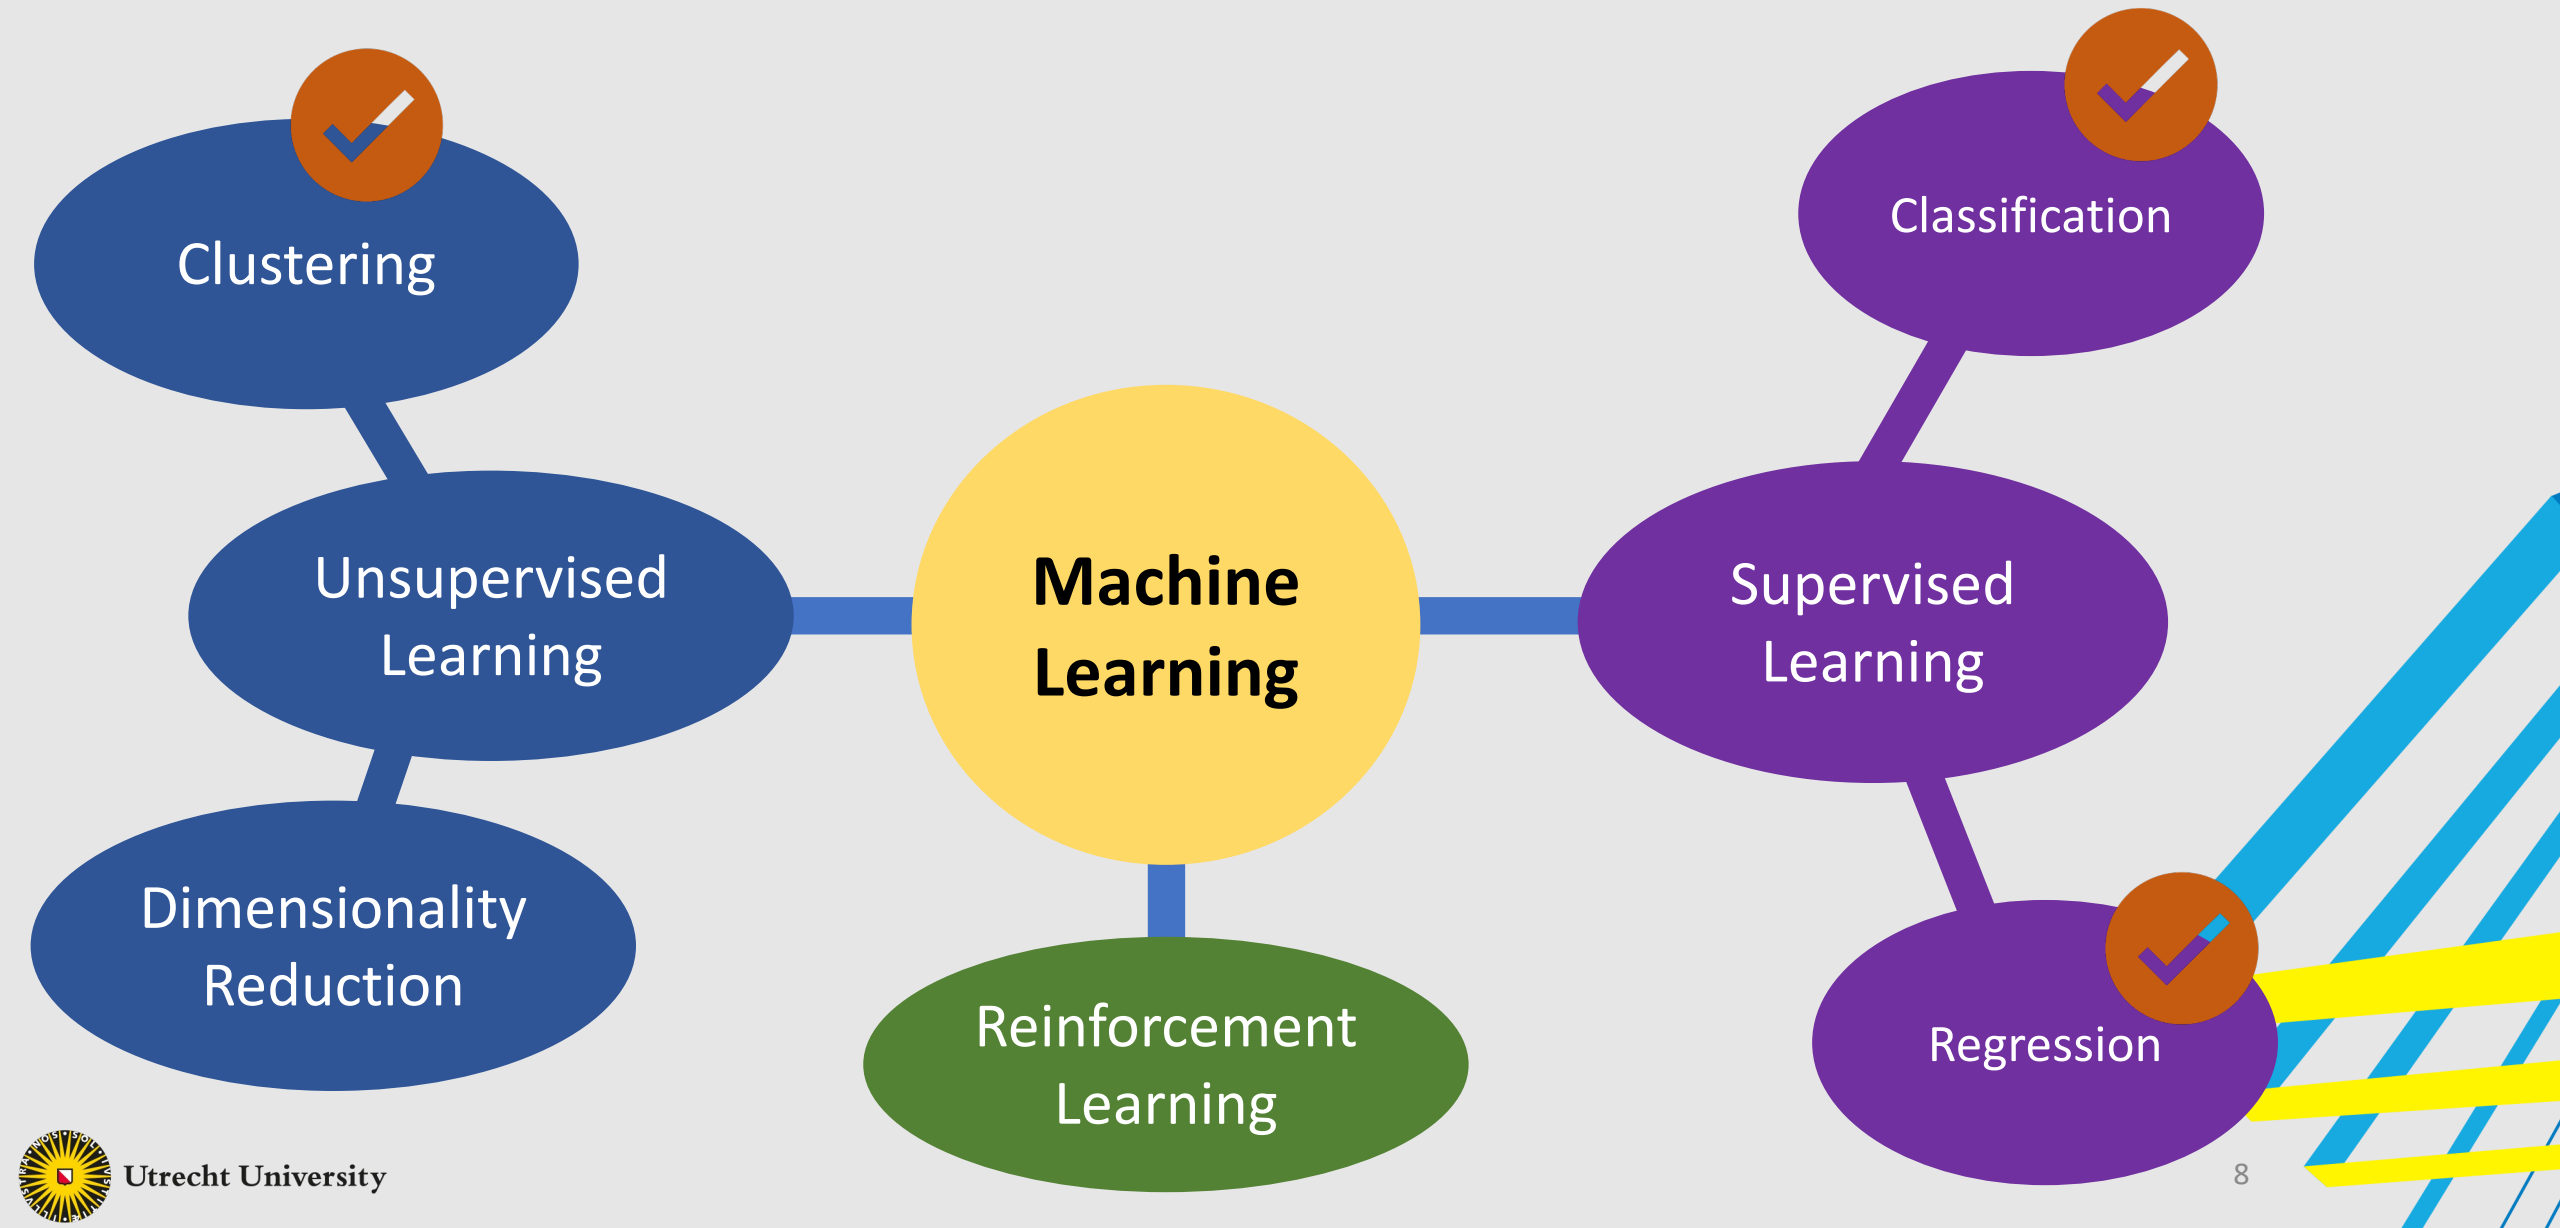 Clustering
Classification
Unsupervised
Learning
Machine
Learning
Supervised
Learning
Dimensionality
Reduction
Reinforcement
Learning
Regression
Utrecht University
8